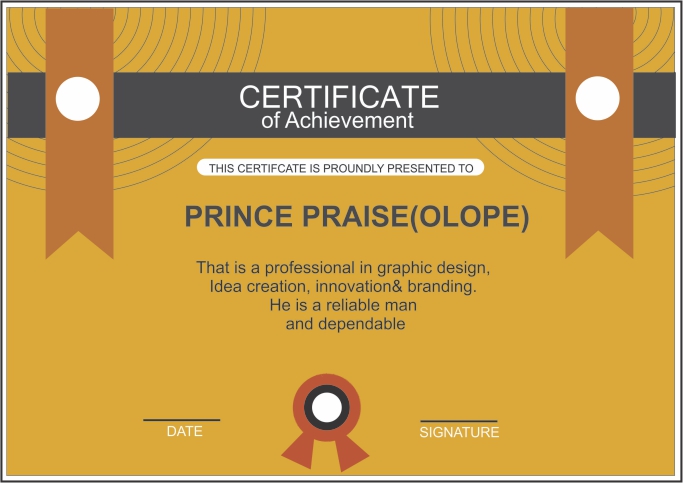 CERTIFICATE
of Achievement
THIS CERTIFCATE IS PROUNDLY PRESENTED TO
PRINCE PRAISE(OLOPE)
That is a professional in graphic design,
Idea creation, innovation& branding.
He is a reliable man
and dependable
DATE
SIGNATURE